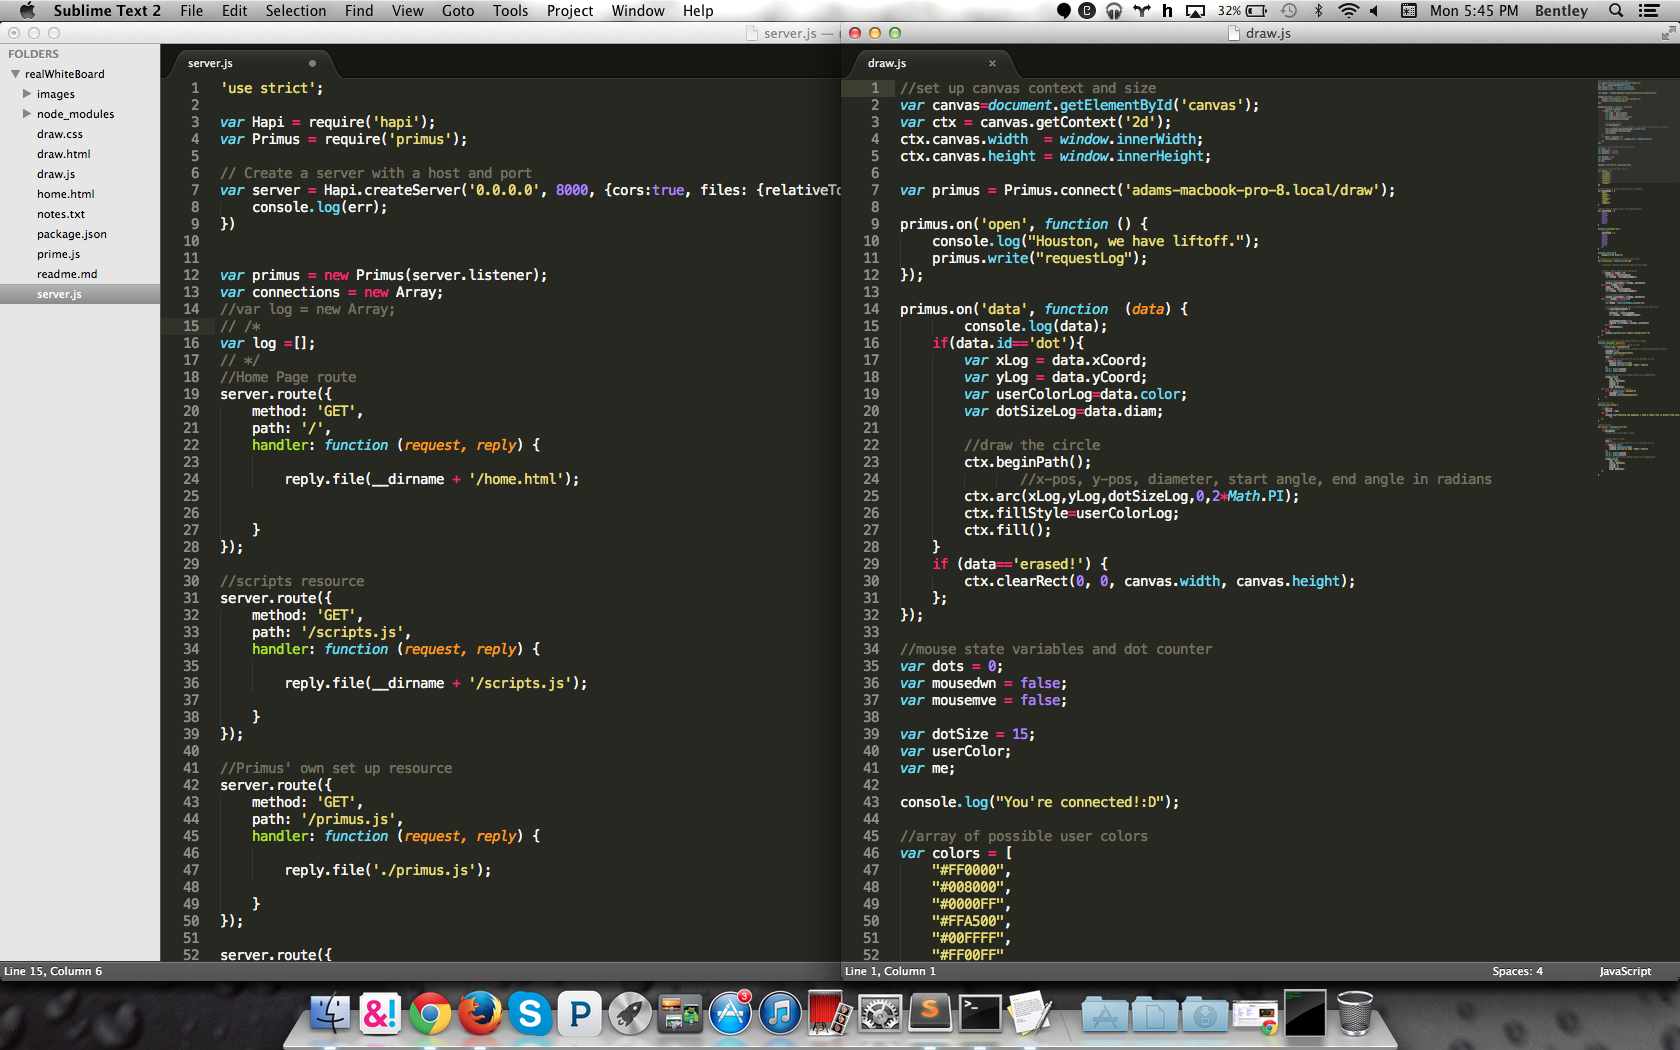 Sublime Text 2 File Edit Selection Find View Goto Tools Project Window Help 32% Mon 5:45 PM Bentley
server.js —
draw.js
FOLDERS
realWhiteBoard
images
node_modules
draw.css
draw.html
draw.js
home.html
notes.txt
package.json
prime.js
readme.md
server.js
server.js
1 'use strict';
2
3 var Hapi = require('hapi');
4 var Primus = require('primus');
5
6 // Create a server with a host and port
7 var server = Hapi.createServer('0.0.0.0', 8000, {cors:true, files: {relativeTo
8 console.log(err);
9 })
10
11
12 var primus = new Primus(server.listener);
13 var connections = new Array;
14 //var log = new Array;
15 // /*
16 var log =[];
17 // */
18 //Home Page route
19 server.route({
20 method: 'GET',
21 path: '/',
22 handler: function (request, reply) {
23
24 reply.file(__dirname + '/home.html');
25
26
27 }
28 });
29
30 //scripts resource
31 server.route({
32 method: 'GET',
33 path: '/scripts.js',
34 handler: function (request, reply) {
35
36 reply.file(__dirname + '/scripts.js');
37
38 }
39 });
40
41 //Primus' own set up resource
42 server.route({
43 method: 'GET',
44 path: '/primus.js',
45 handler: function (request, reply) {
46
47 reply.file('./primus.js');
48
49 }
50 });
51
52 server.route({
Line 15, Column 6
draw.js ×
1 //set up canvas context and size
2 var canvas=document.getElementById('canvas');
3 var ctx = canvas.getContext('2d');
4 ctx.canvas.width = window.innerWidth;
5 ctx.canvas.height = window.innerHeight;
6
7 var primus = Primus.connect('adams-macbook-pro-8.local/draw');
8
9 primus.on('open', function () {
10 console.log("Houston, we have liftoff.");
11 primus.write("requestLog");
12 });
13
14 primus.on('data', function (data) {
15 console.log(data);
16 if(data.id=='dot'){
17 var xLog = data.xCoord;
18 var yLog = data.yCoord;
19 var userColorLog=data.color;
20 var dotSizeLog=data.diam;
21
22 //draw the circle
23 ctx.beginPath();
24 //x-pos, y-pos, diameter, start angle, end angle in radians
25 ctx.arc(xLog,yLog,dotSizeLog,0,2*Math.PI);
26 ctx.fillStyle=userColorLog;
27 ctx.fill();
28 }
29 if (data=='erased!') {
30 ctx.clearRect(0, 0, canvas.width, canvas.height);
31 };
32 });
33
34 //mouse state variables and dot counter
35 var dots = 0;
36 var mousedwn = false;
37 var mousemve = false;
38
39 var dotSize = 15;
40 var userColor;
41 var me;
42
43 console.log("You're connected!:D");
44
45 //array of possible user colors
46 var colors = [
47 "#FF0000",
48 "#008000",
49 "#0000FF",
50 "#FFA500",
51 "#00FFFF",
52 "#FF00FF"
Line 1, Column 1 Spaces: 4 JavaScript
&! S P 3 S >_